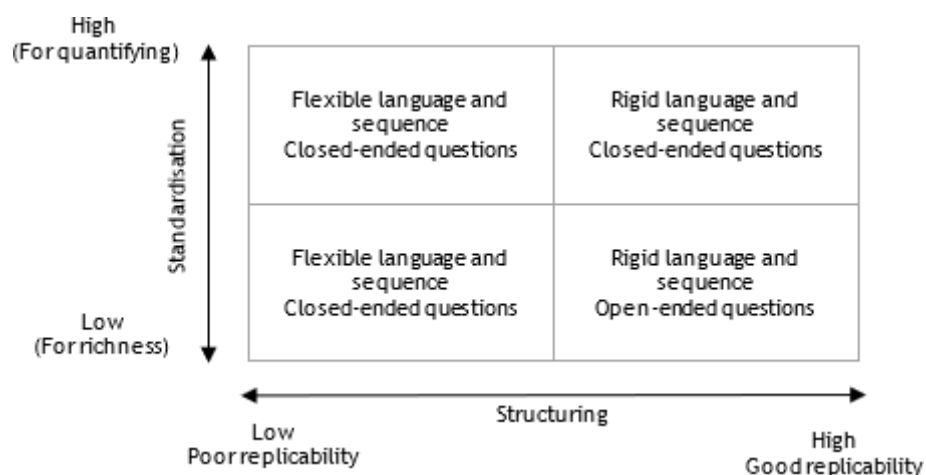 High
(For quantifying)
Flexible language and
sequence
Closed-ended questions
Rigid language and
sequence
Closed-ended questions
Standardisation
Flexible language and
sequence
Closed-ended questions
Rigid language and
sequence
Open-ended questions
Low
(For richness)
Structuring
Low
Poor replicability
High
Good replicability